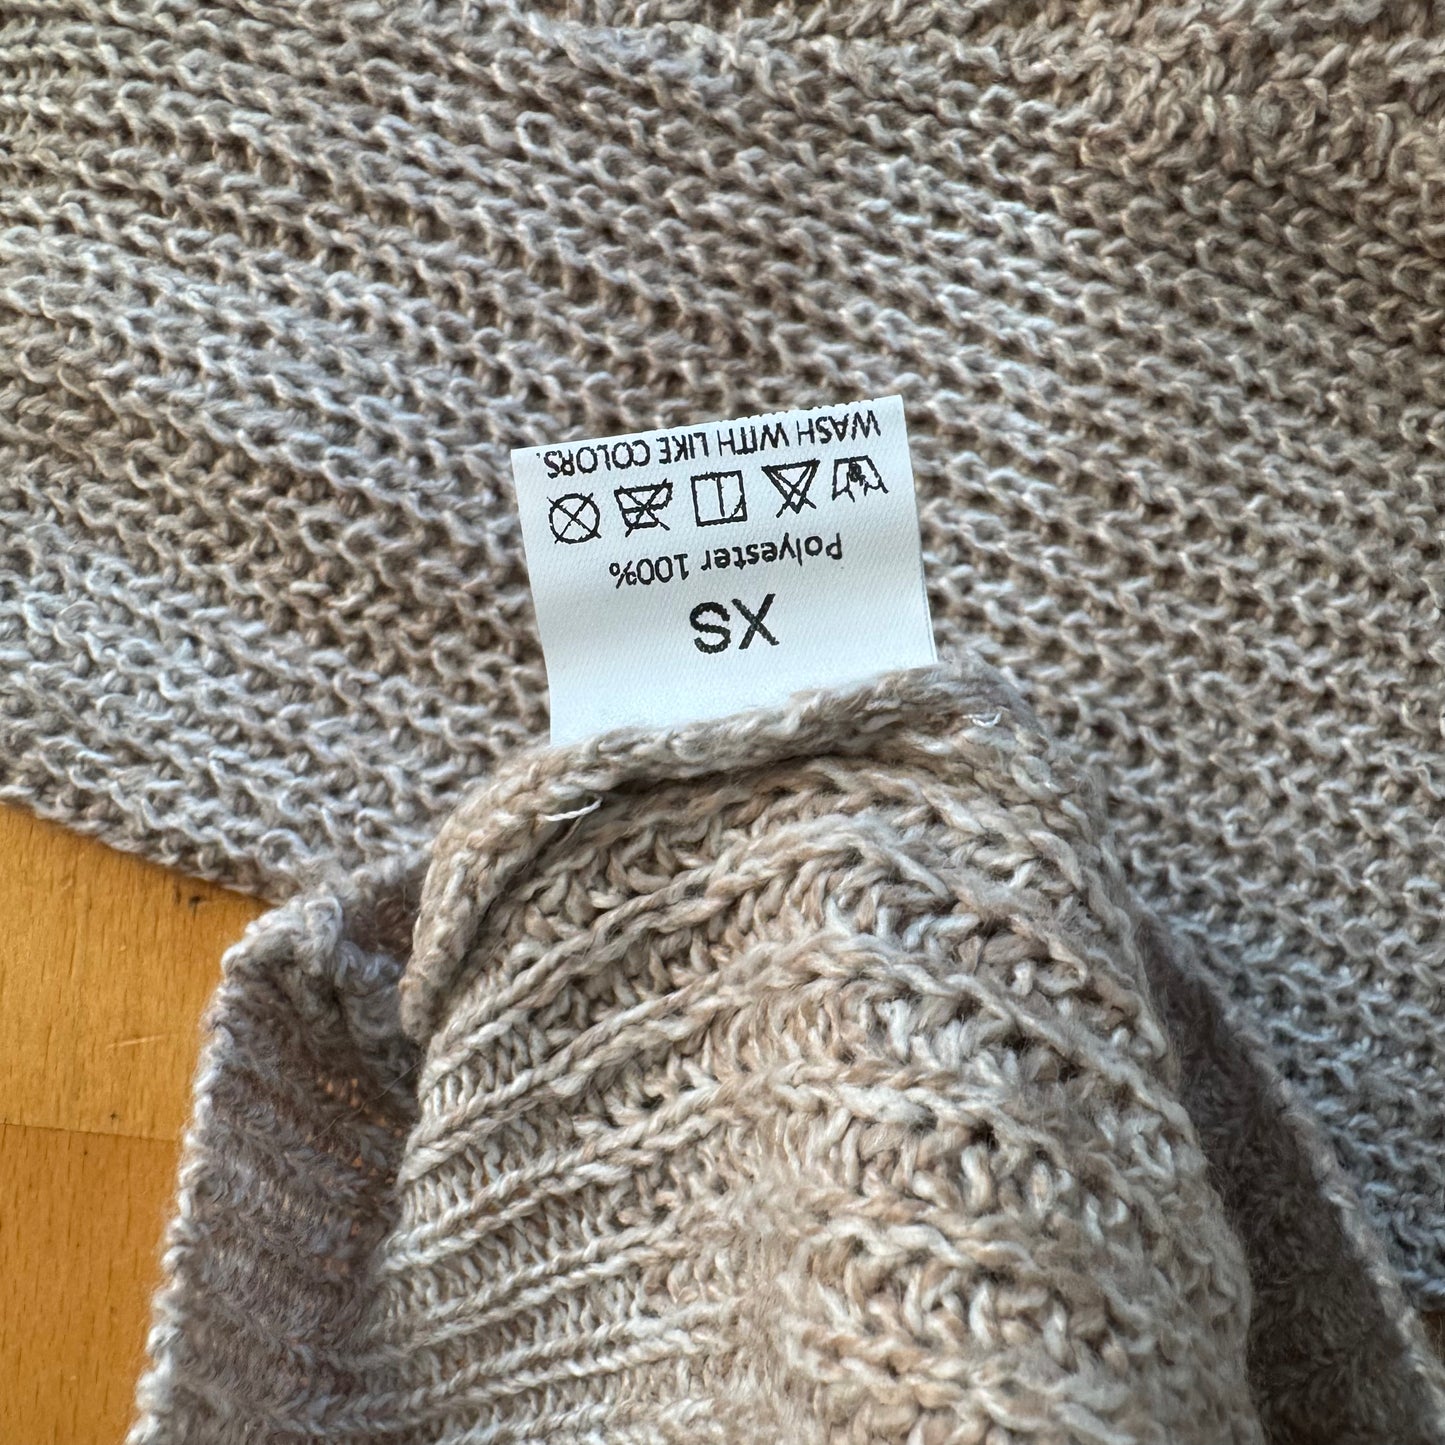 XS
Polyester 100%
WASH WITH LIKE COLORS.